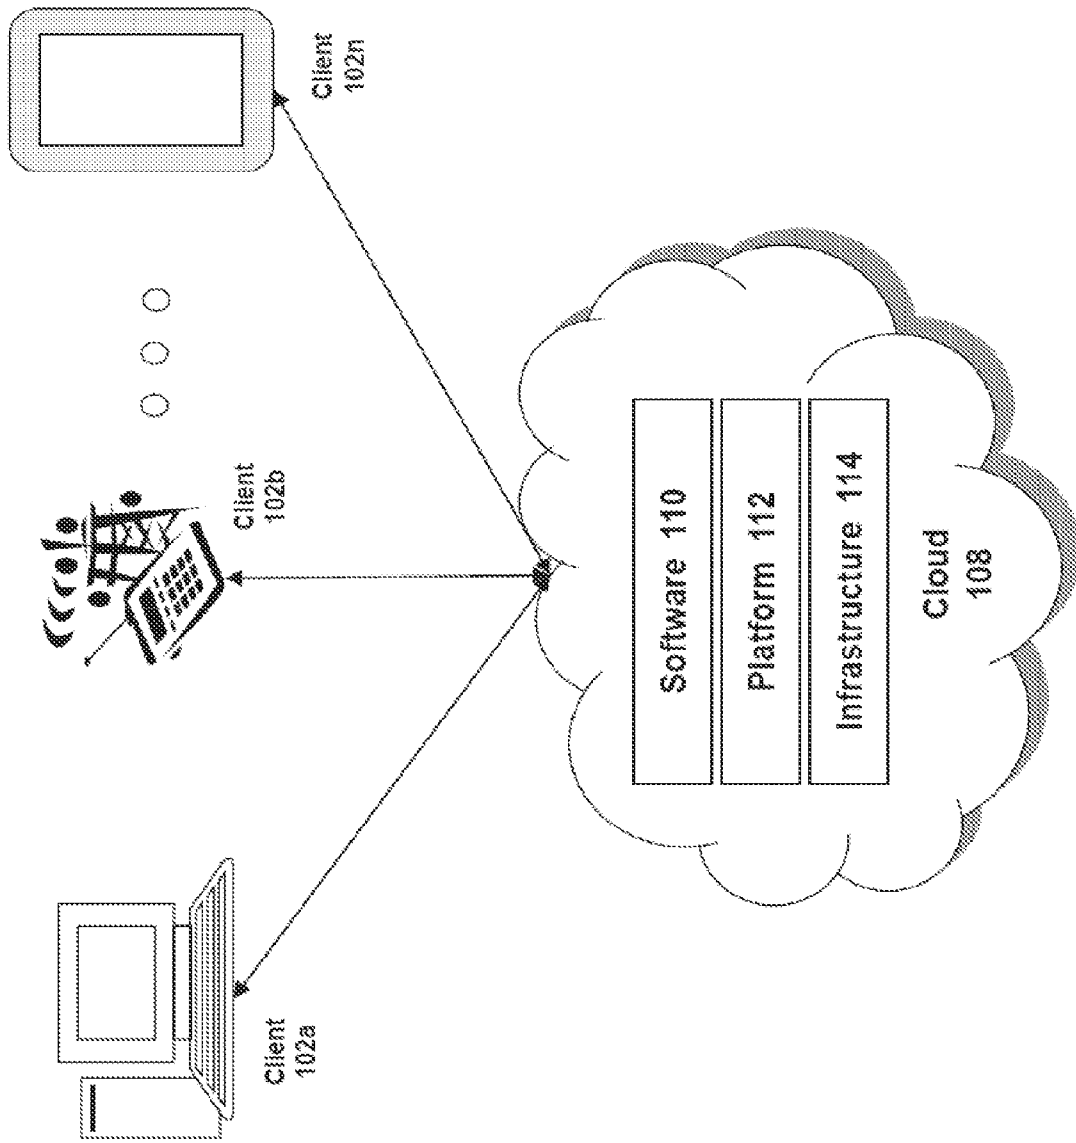 Client
102a
Client
102b
Client
102n
Software 110
Platform 112
Infrastructure 114
Cloud
108